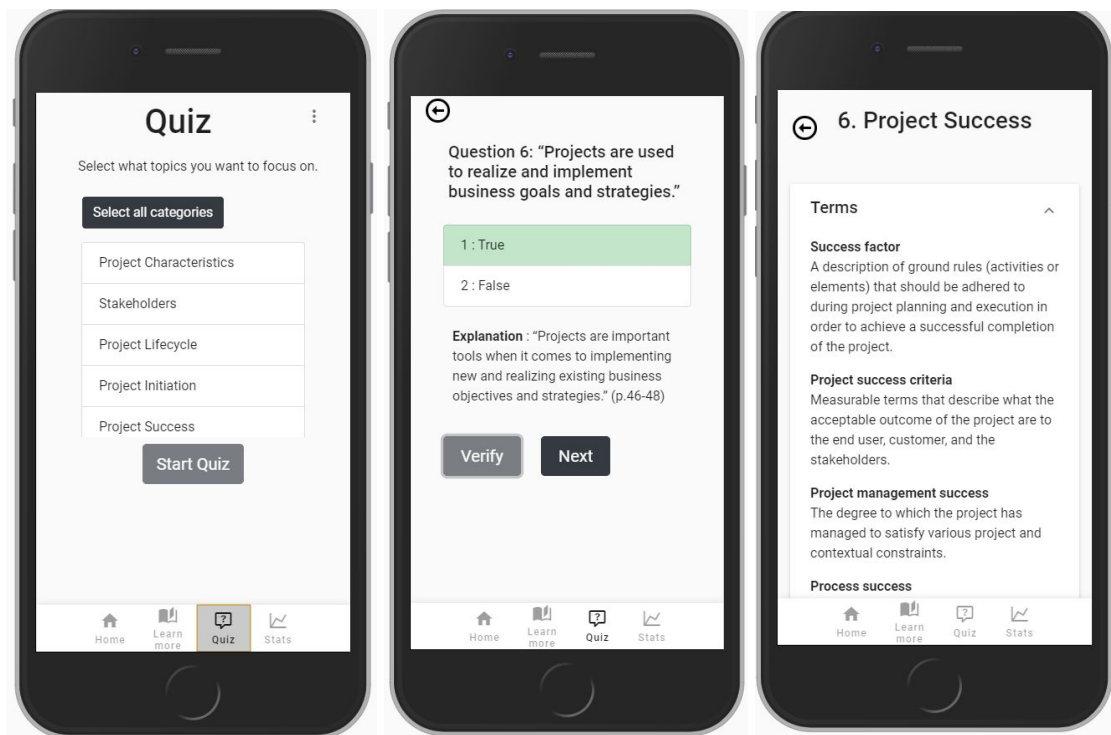 Quiz
Select what topics you want to focus on.
Select all categories
Project Characteristics
Stakeholders
Project Lifecycle
Project Initiation
Project Success
Start Quiz
Home
Learn
more
Quiz
Stats
Question 6: “Projects are used
to realize and implement
business goals and strategies.”
1 : True
2 : False
Explanation : “Projects are important
tools when it comes to implementing
new and realizing existing business
objectives and strategies.” (p.46-48)
Verify
Next
Home
Learn
more
Quiz
Stats
6. Project Success
Terms
Success factor
A description of ground rules (activities or
elements) that should be adhered to
during project planning and execution in
order to achieve a successful completion
of the project.
Project success criteria
Measurable terms that describe what the
acceptable outcome of the project are to
the end user, customer, and the
stakeholders.
Project management success
The degree to which the project has
managed to satisfy various project and
contextual constraints.
Process success
Home
Learn
more
Quiz
Stats